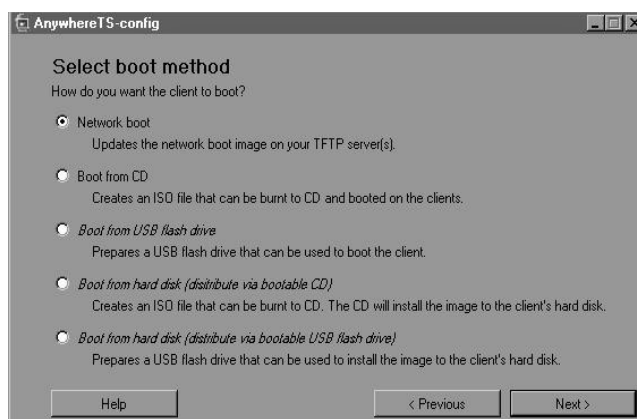 AnywhereTS-config
Select boot method
How do you want the client to boot?
Network boot
Updates the network boot image on your TFTP server(s).
Boot from CD
Creates an ISO file that can be burnt to CD and booted on the clients.
Boot from USB flash drive
Prepares a USB flash drive that can be used to boot the client.
Boot from hard disk (disitribute via bootable CD)
Creates an ISO file that can be burnt to CD. The CD will install the image to the client's hard disk.
Boot from hard disk (distribute via bootable USB flash drive)
Prepares a USB flash drive that can be used to install the image to the client's hard disk.
Help
< Previous
Next >